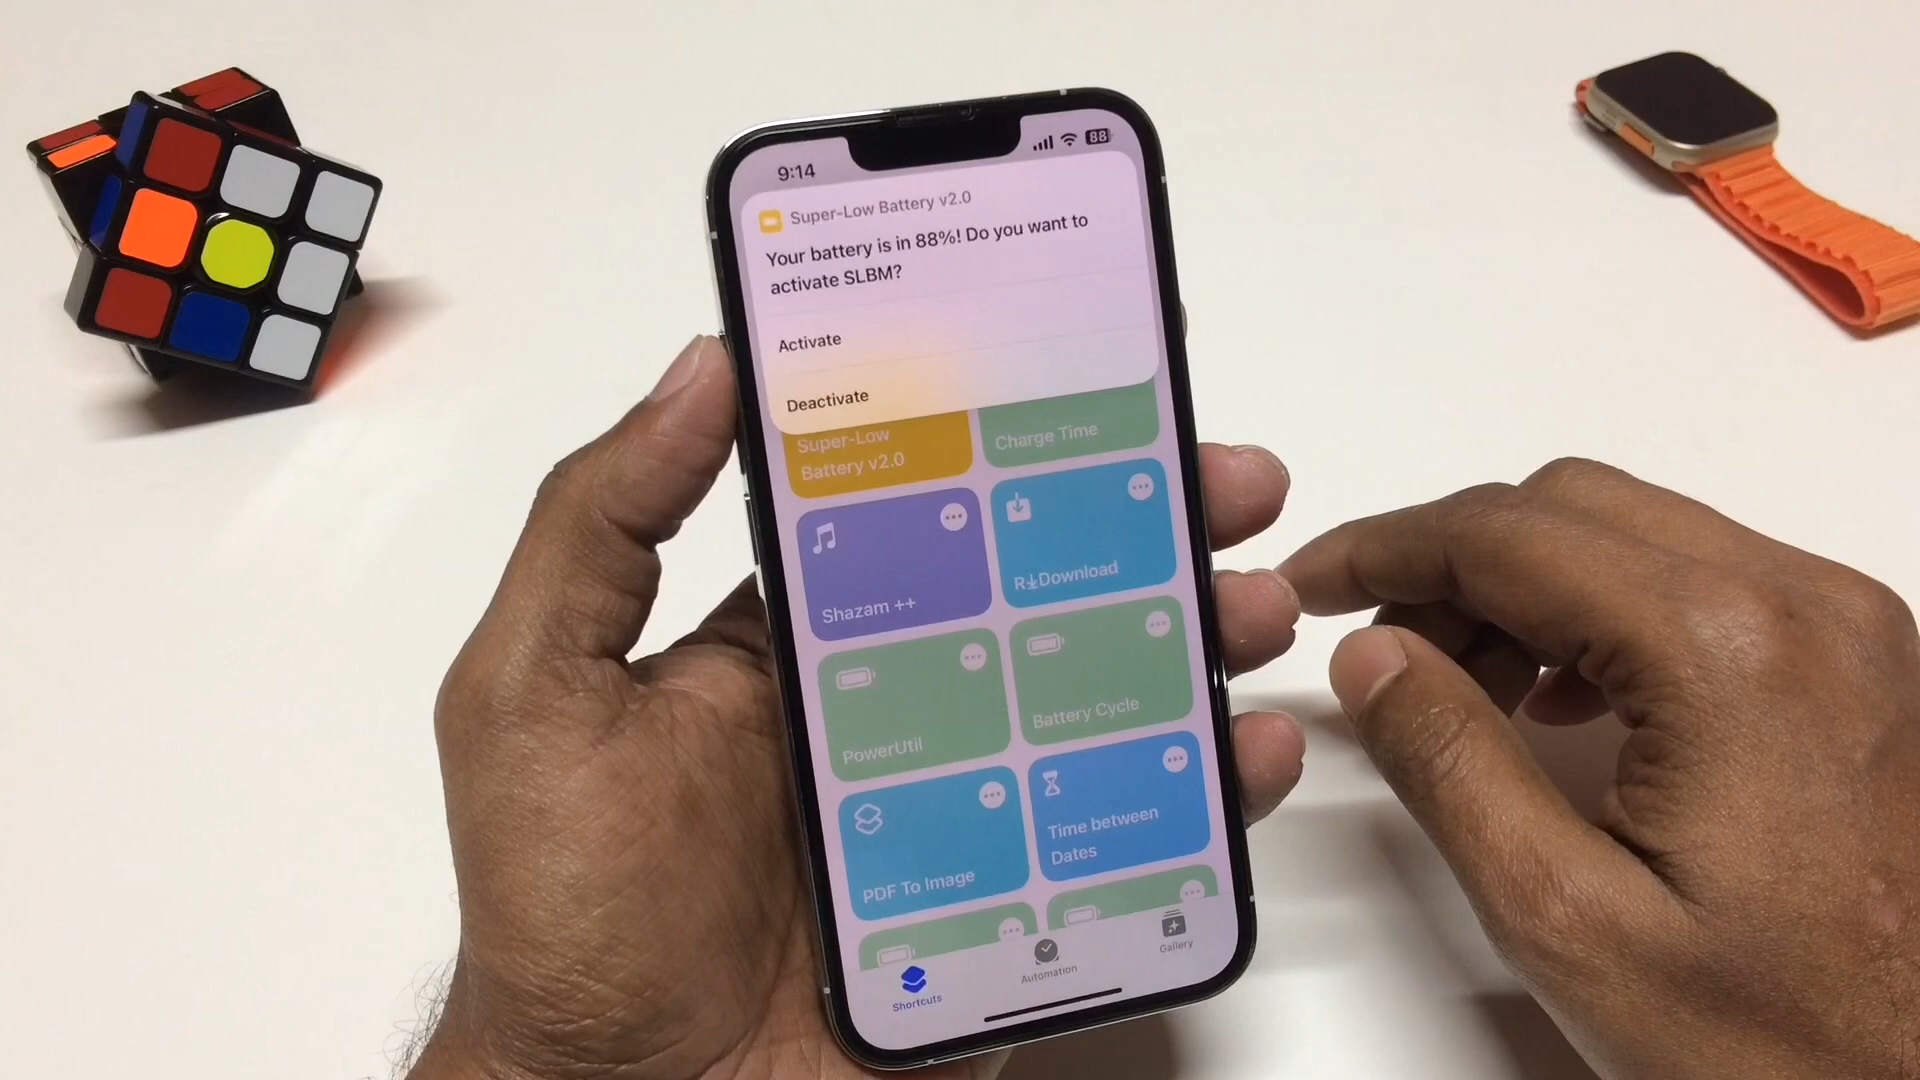 9:14
88
Super-Low Battery v2.0
Your battery is in 88%! Do you want to
activate SLBM?
Activate
Deactivate
Super-Low
Battery v2.0
Charge Time
Shazam ++
R↓Download
PowerUtil
Battery Cycle
PDF To Image
Time between
Dates
Shortcuts
Automation
Gallery